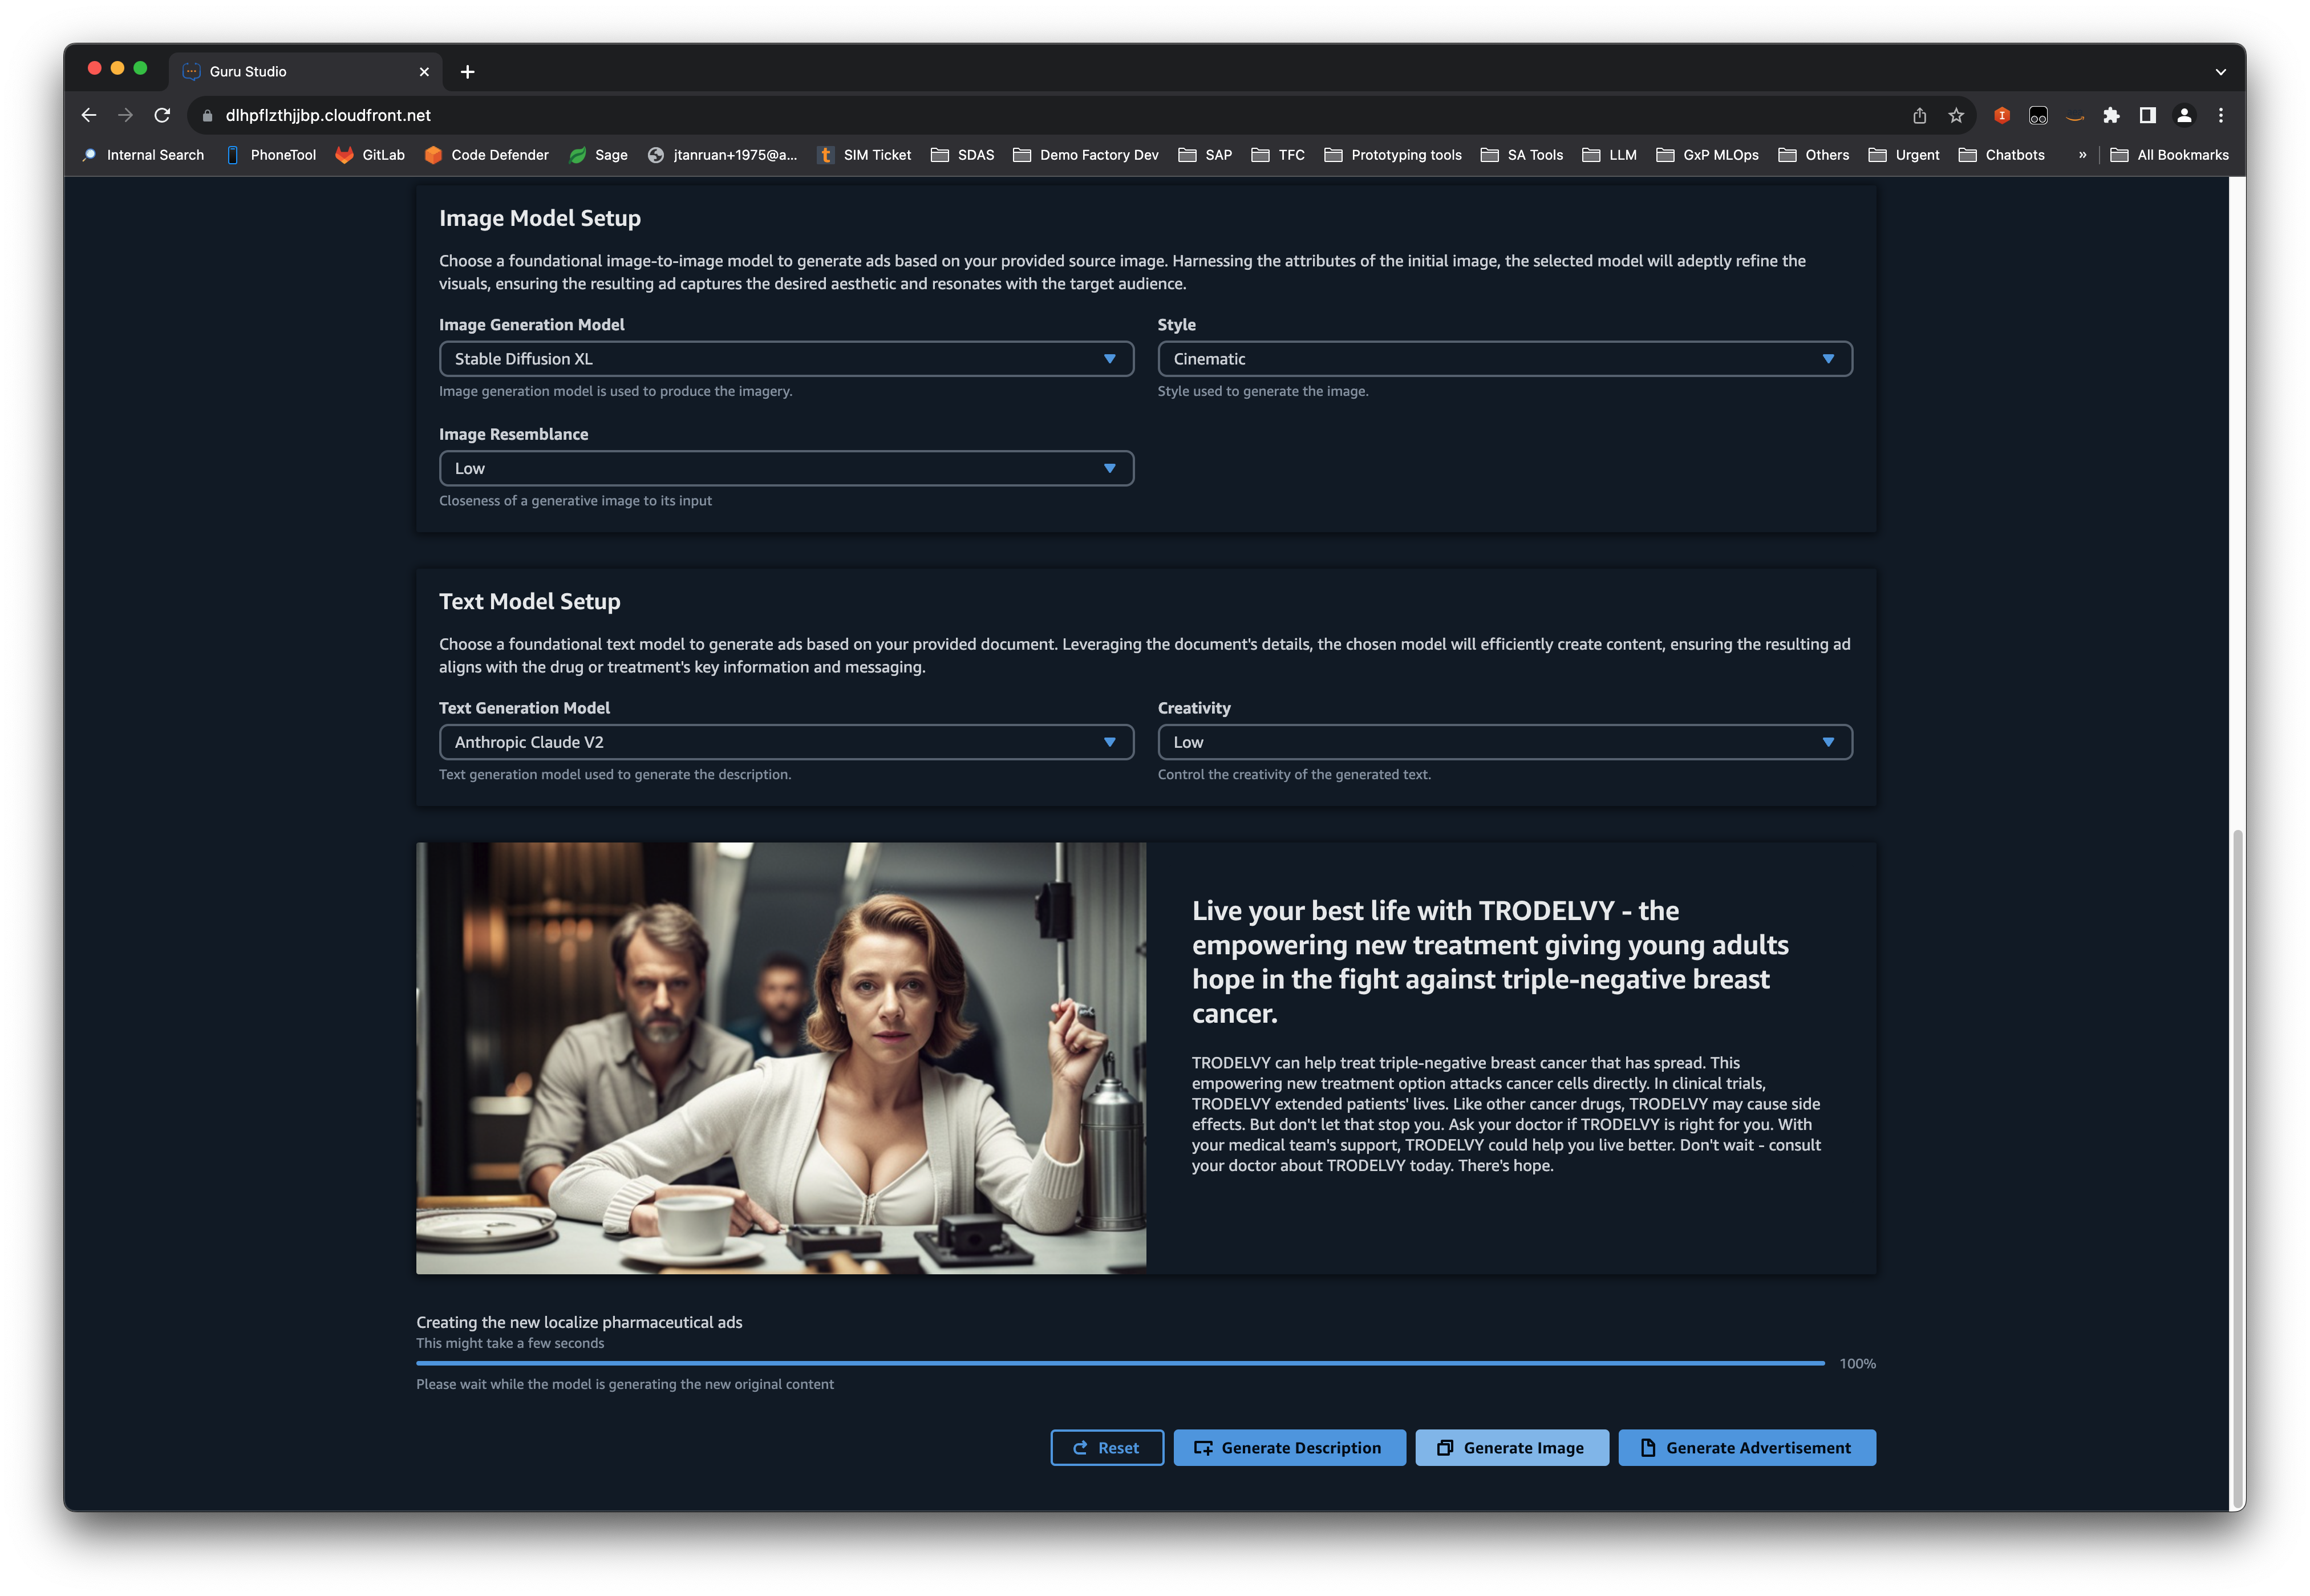 Guru Studio
dlhpflzthjjbp.cloudfront.net
Internal Search PhoneTool GitLab Code Defender Sage jtanruan+1975@a... SIM Ticket SDAS Demo Factory Dev SAP TFC Prototyping tools SA Tools LLM GxP MLOps Others Urgent Chatbots » All Bookmarks
Image Model Setup
Choose a foundational image-to-image model to generate ads based on your provided source image. Harnessing the attributes of the initial image, the selected model will adeptly refine the
visuals, ensuring the resulting ad captures the desired aesthetic and resonates with the target audience.
Image Generation Model
Stable Diffusion XL
Image generation model is used to produce the imagery.
Style
Cinematic
Style used to generate the image.
Image Resemblance
Low
Closeness of a generative image to its input
Text Model Setup
Choose a foundational text model to generate ads based on your provided document. Leveraging the document's details, the chosen model will efficiently create content, ensuring the resulting ad
aligns with the drug or treatment's key information and messaging.
Text Generation Model
Anthropic Claude V2
Text generation model used to generate the description.
Creativity
Low
Control the creativity of the generated text.
Live your best life with TRODELVY - the
empowering new treatment giving young adults
hope in the fight against triple-negative breast
cancer.
TRODELVY can help treat triple-negative breast cancer that has spread. This
empowering new treatment option attacks cancer cells directly. In clinical trials,
TRODELVY extended patients' lives. Like other cancer drugs, TRODELVY may cause side
effects. But don't let that stop you. Ask your doctor if TRODELVY is right for you. With
your medical team's support, TRODELVY could help you live better. Don't wait - consult
your doctor about TRODELVY today. There's hope.
Creating the new localize pharmaceutical ads
This might take a few seconds
100%
Please wait while the model is generating the new original content
Reset
Generate Description
Generate Image
Generate Advertisement